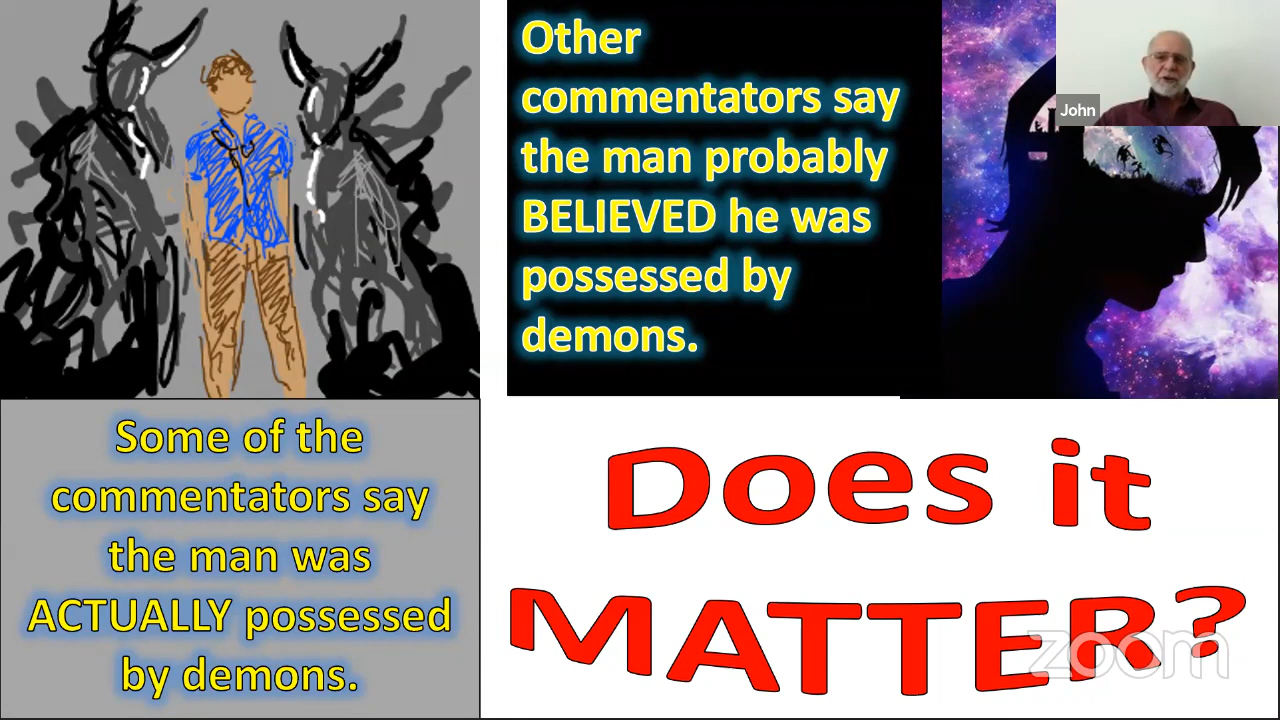 Other
commentators say
the man probably
BELIEVED he was
possessed by
demons.
John
Some of the
commentators say
the man was
ACTUALLY possessed
by demons.
Does it
MATTER?
zoom